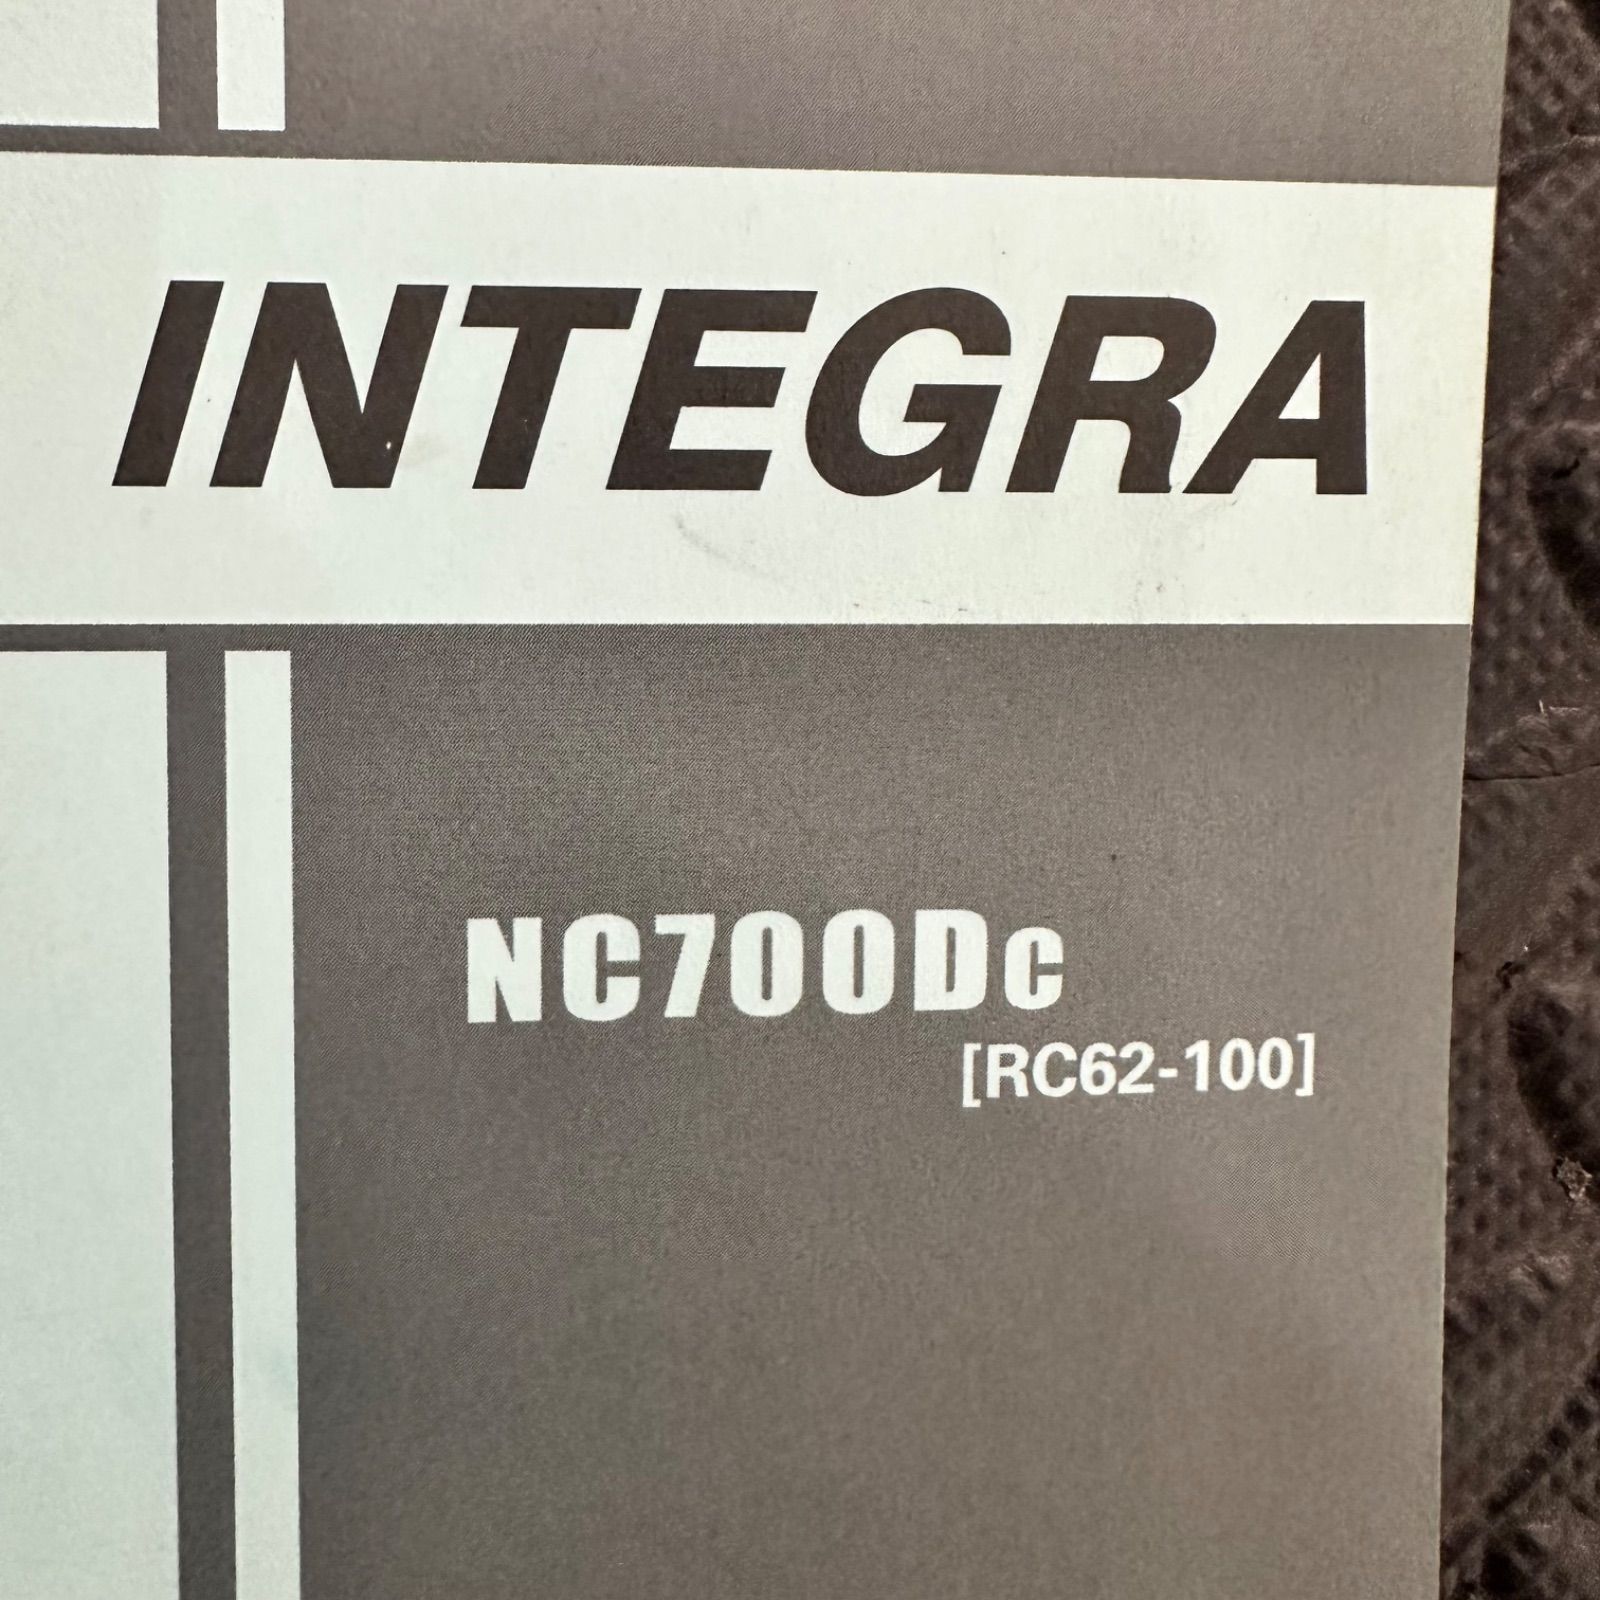 INTEGRA
NC700Dc
[RC62-100]